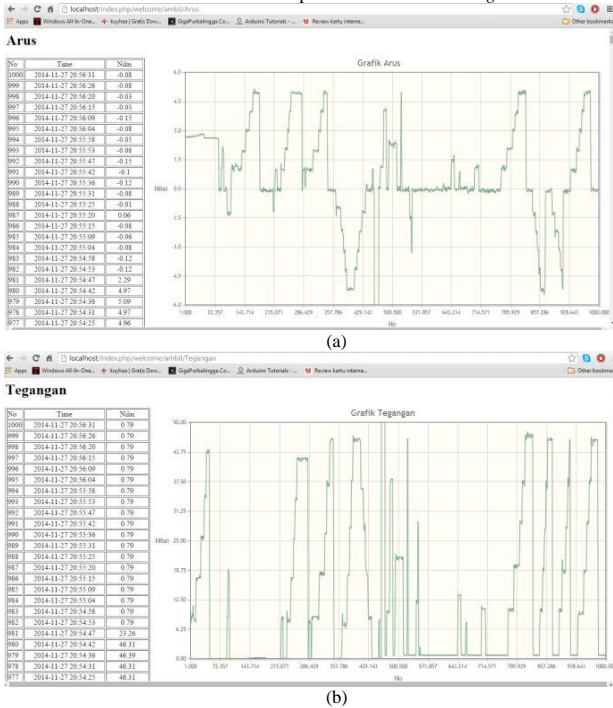 localhost/index.php/welcome/ambil/Arus
Apps Windows All-In-One... kuyhaa | Gratis Dow... GigaPurbalingga.Co... Arduino Tutorials - ... Review kartu interne... Other bookma
Arus
No Time Nilai
1000 2014-11-27 20:56:31 -0.08
999 2014-11-27 20:56:26 -0.08
998 2014-11-27 20:56:20 -0.03
997 2014-11-27 20:56:15 -0.03
996 2014-11-27 20:56:09 -0.15
995 2014-11-27 20:56:04 -0.08
994 2014-11-27 20:55:58 -0.05
993 2014-11-27 20:55:53 -0.08
992 2014-11-27 20:55:47 -0.15
991 2014-11-27 20:55:42 -0.1
990 2014-11-27 20:55:36 -0.12
989 2014-11-27 20:55:31 -0.08
988 2014-11-27 20:55:25 -0.01
987 2014-11-27 20:55:20 0.06
986 2014-11-27 20:55:15 -0.08
985 2014-11-27 20:55:09 -0.06
984 2014-11-27 20:55:04 -0.08
983 2014-11-27 20:54:58 -0.12
982 2014-11-27 20:54:53 -0.12
981 2014-11-27 20:54:47 2.29
980 2014-11-27 20:54:42 4.97
979 2014-11-27 20:54:36 5.09
978 2014-11-27 20:54:31 4.97
977 2014-11-27 20:54:25 4.96
Grafik Arus
6.0
4.5
3.0
1.5
Nilai 0.0
-1.5
-3.0
-4.5
-6.0
1.000 72.357 143.714 215.071 286.429 357.786 429.143 500.500 571.857 643.214 714.571 785.929 857.286 928.643 1000.000
No
(a)
localhost/index.php/welcome/ambil/Tegangan
Apps Windows All-In-One... kuyhaa | Gratis Dow... GigaPurbalingga.Co... Arduino Tutorials - ... Review kartu interne... Other bookma
Tegangan
No Time Nilai
1000 2014-11-27 20:56:31 0.79
999 2014-11-27 20:56:26 0.79
998 2014-11-27 20:56:20 0.79
997 2014-11-27 20:56:15 0.79
996 2014-11-27 20:56:09 0.79
995 2014-11-27 20:56:04 0.79
994 2014-11-27 20:55:58 0.79
993 2014-11-27 20:55:53 0.79
992 2014-11-27 20:55:47 0.79
991 2014-11-27 20:55:42 0.79
990 2014-11-27 20:55:36 0.79
989 2014-11-27 20:55:31 0.79
988 2014-11-27 20:55:25 0.79
987 2014-11-27 20:55:20 0.79
986 2014-11-27 20:55:15 0.79
985 2014-11-27 20:55:09 0.79
984 2014-11-27 20:55:04 0.79
983 2014-11-27 20:54:58 0.79
982 2014-11-27 20:54:53 0.79
981 2014-11-27 20:54:47 23.26
980 2014-11-27 20:54:42 46.31
979 2014-11-27 20:54:36 46.39
978 2014-11-27 20:54:31 46.31
977 2014-11-27 20:54:25 46.31
Grafik Tegangan
50.00
43.75
37.50
31.25
Nilai 25.00
18.75
12.50
6.25
0.00
1.000 72.357 143.714 215.071 286.429 357.786 429.143 500.500 571.857 643.214 714.571 785.929 857.286 928.643 1000.000
No
(b)